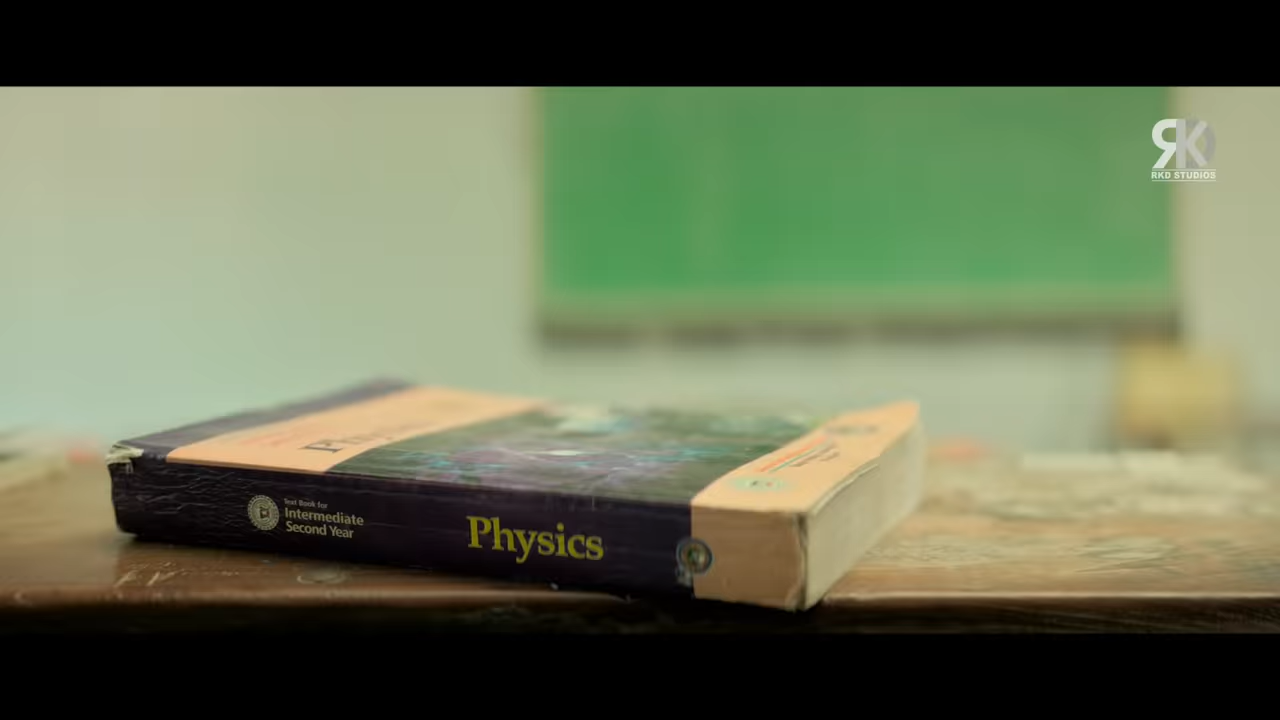 RKD STUDIOS
Text Book for
Intermediate
Second Year
Physics